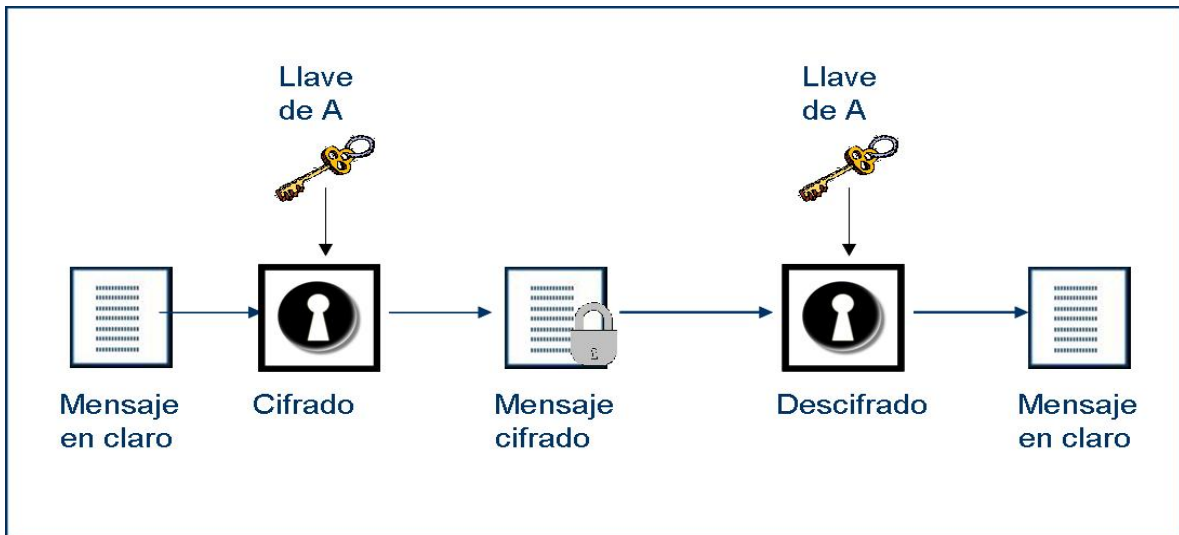 Llave
de A
Llave
de A
Mensaje
en claro
Cifrado
Mensaje
cifrado
Descifrado
Mensaje
en claro